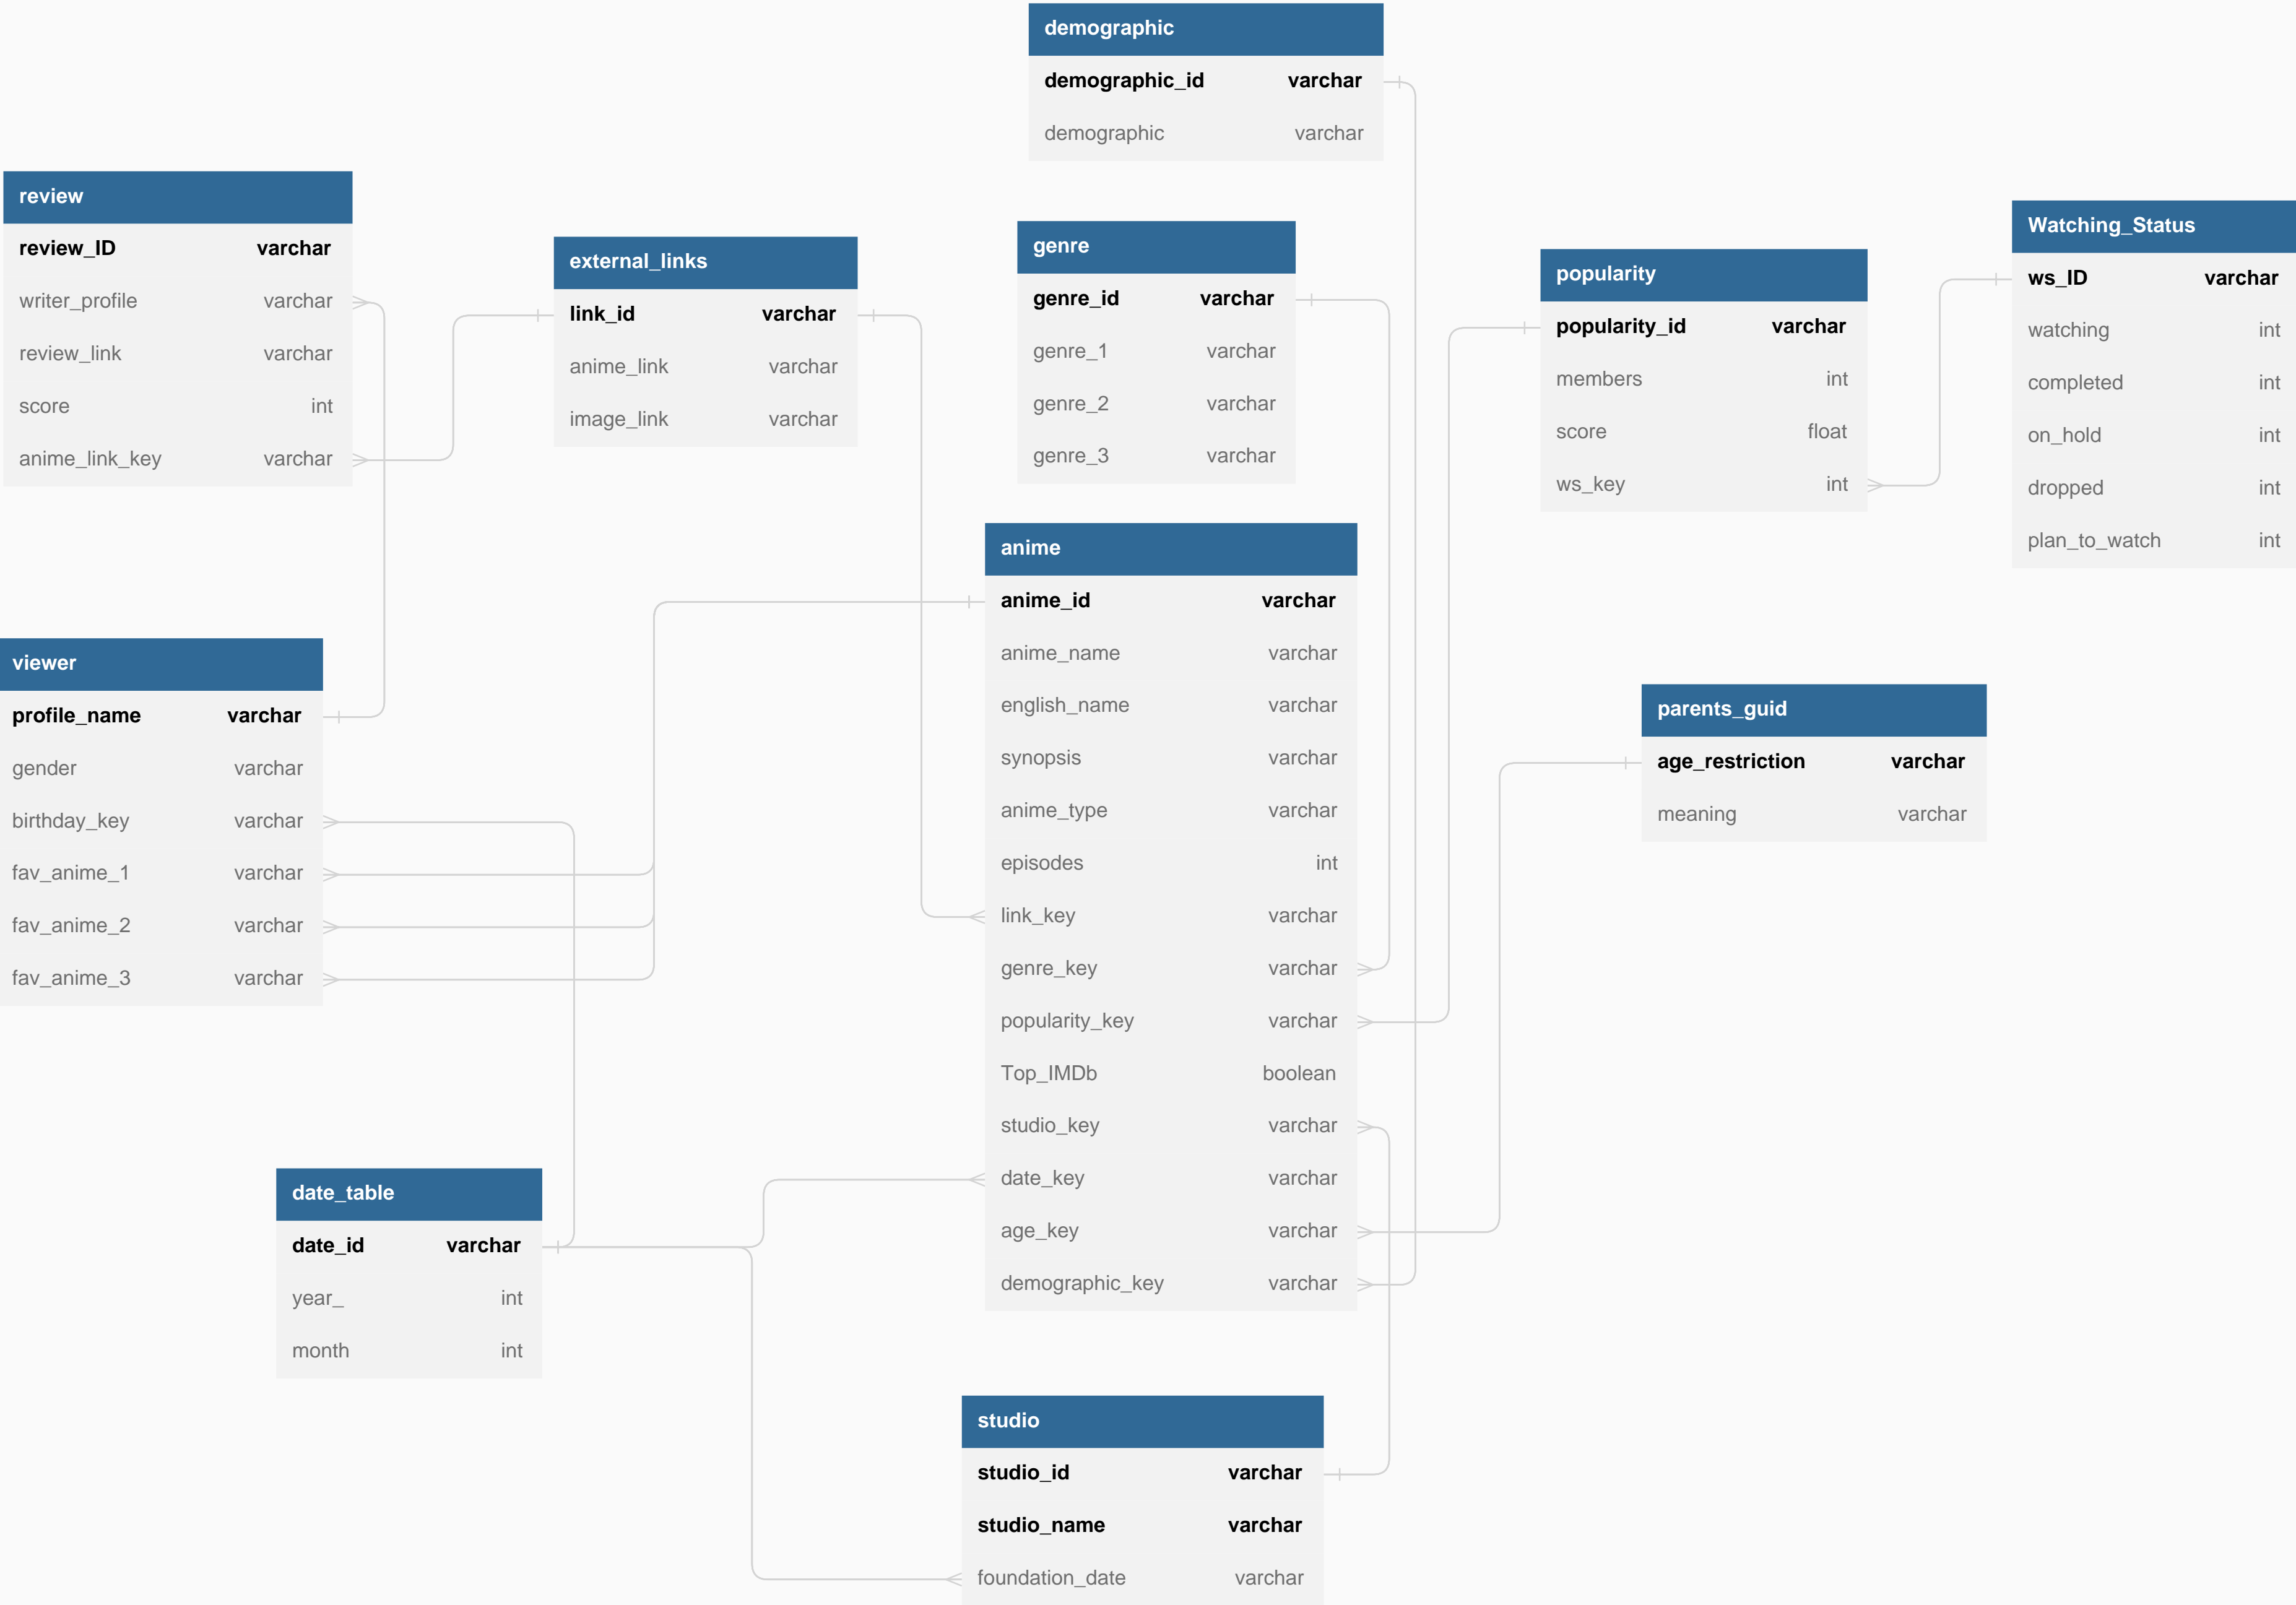 demographic
demographic_id varchar
demographic varchar
review
review_ID varchar
writer_profile varchar
review_link varchar
score int
anime_link_key varchar
external_links
link_id varchar
anime_link varchar
image_link varchar
genre
genre_id varchar
genre_1 varchar
genre_2 varchar
genre_3 varchar
popularity
popularity_id varchar
members int
score float
ws_key int
Watching_Status
ws_ID varchar
watching int
completed int
on_hold int
dropped int
plan_to_watch int
viewer
profile_name varchar
gender varchar
birthday_key varchar
fav_anime_1 varchar
fav_anime_2 varchar
fav_anime_3 varchar
anime
anime_id varchar
anime_name varchar
english_name varchar
synopsis varchar
anime_type varchar
episodes int
link_key varchar
genre_key varchar
popularity_key varchar
Top_IMDb boolean
studio_key varchar
date_key varchar
age_key varchar
demographic_key varchar
parents_guid
age_restriction varchar
meaning varchar
date_table
date_id varchar
year_ int
month int
studio
studio_id varchar
studio_name varchar
foundation_date varchar